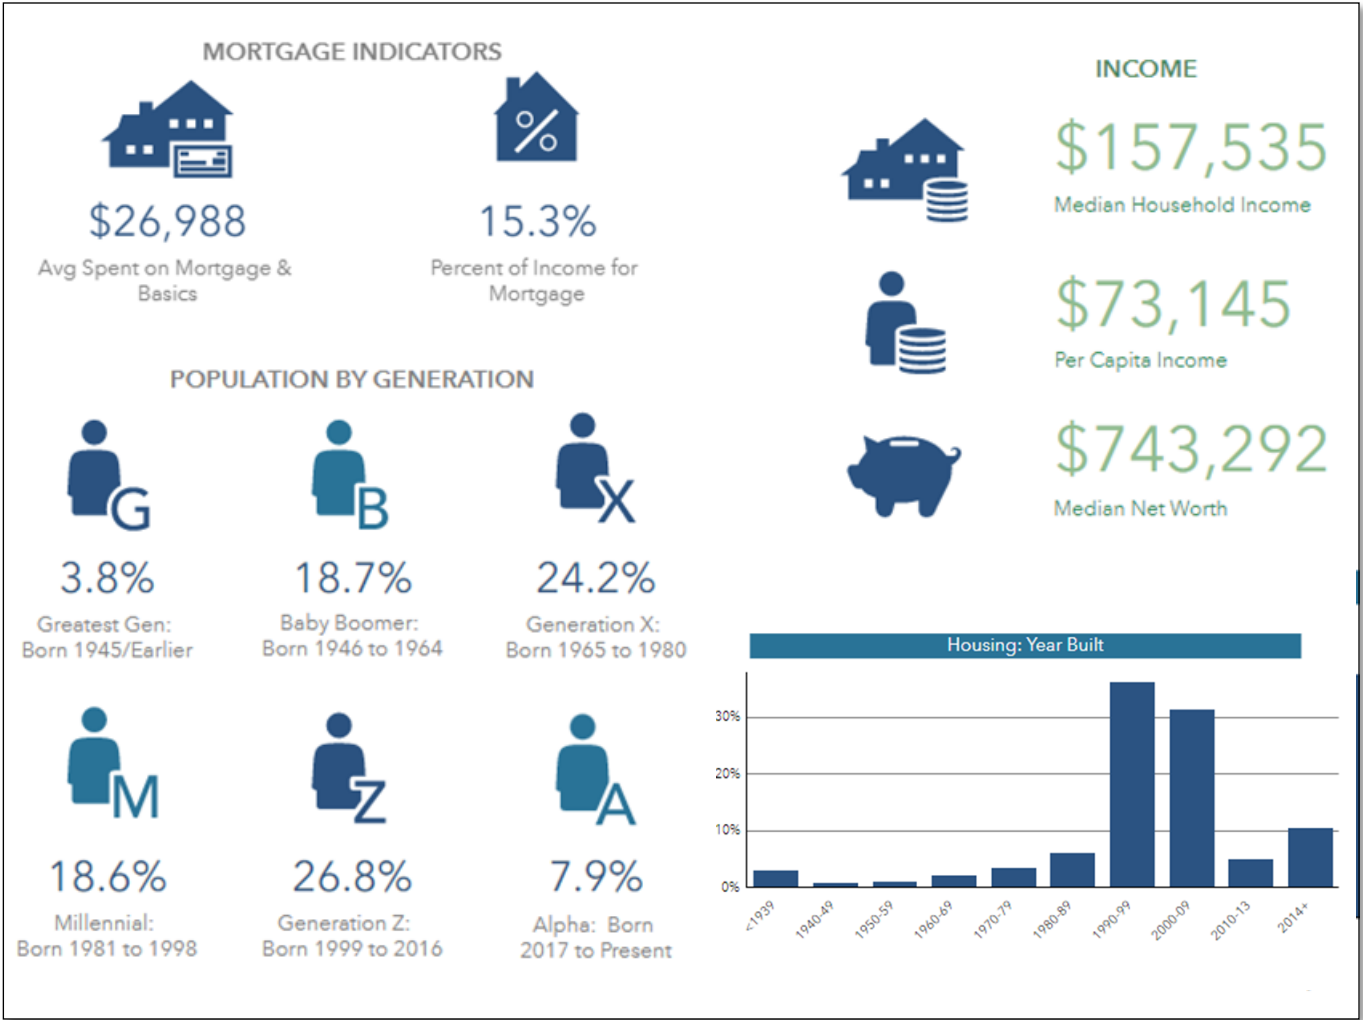 MORTGAGE INDICATORS
$26,988
Avg Spent on Mortgage &
Basics
15.3%
Percent of Income for
Mortgage
INCOME
$157,535
Median Household Income
$73,145
Per Capita Income
$743,292
Median Net Worth
POPULATION BY GENERATION
G
3.8%
Greatest Gen:
Born 1945/Earlier
B
18.7%
Baby Boomer:
Born 1946 to 1964
X
24.2%
Generation X:
Born 1965 to 1980
M
18.6%
Millennial:
Born 1981 to 1998
Z
26.8%
Generation Z:
Born 1999 to 2016
A
7.9%
Alpha: Born
2017 to Present
Housing: Year Built
30%
20%
10%
0%
<1939
1940-49
1950-59
1960-69
1970-79
1980-89
1990-99
2000-09
2010-13
2014+